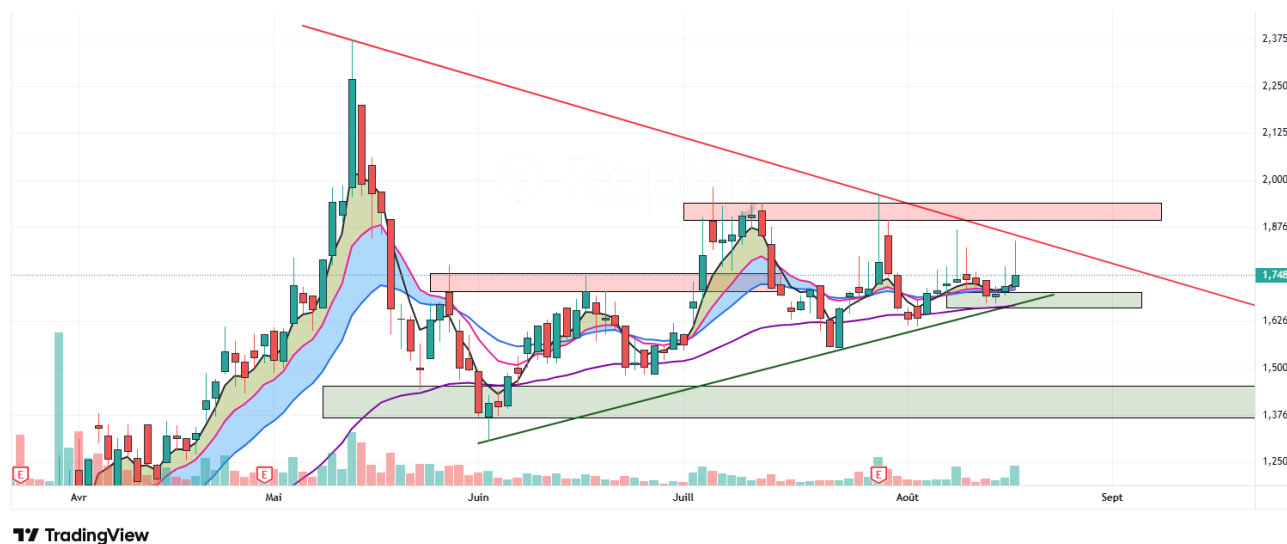 2,375
2,250
2,125
2,000
1,876
1,748
1,626
1,500
1,376
1,250
E
E
E
Avr
Mai
Juin
Juill
Août
Sept
TradingView